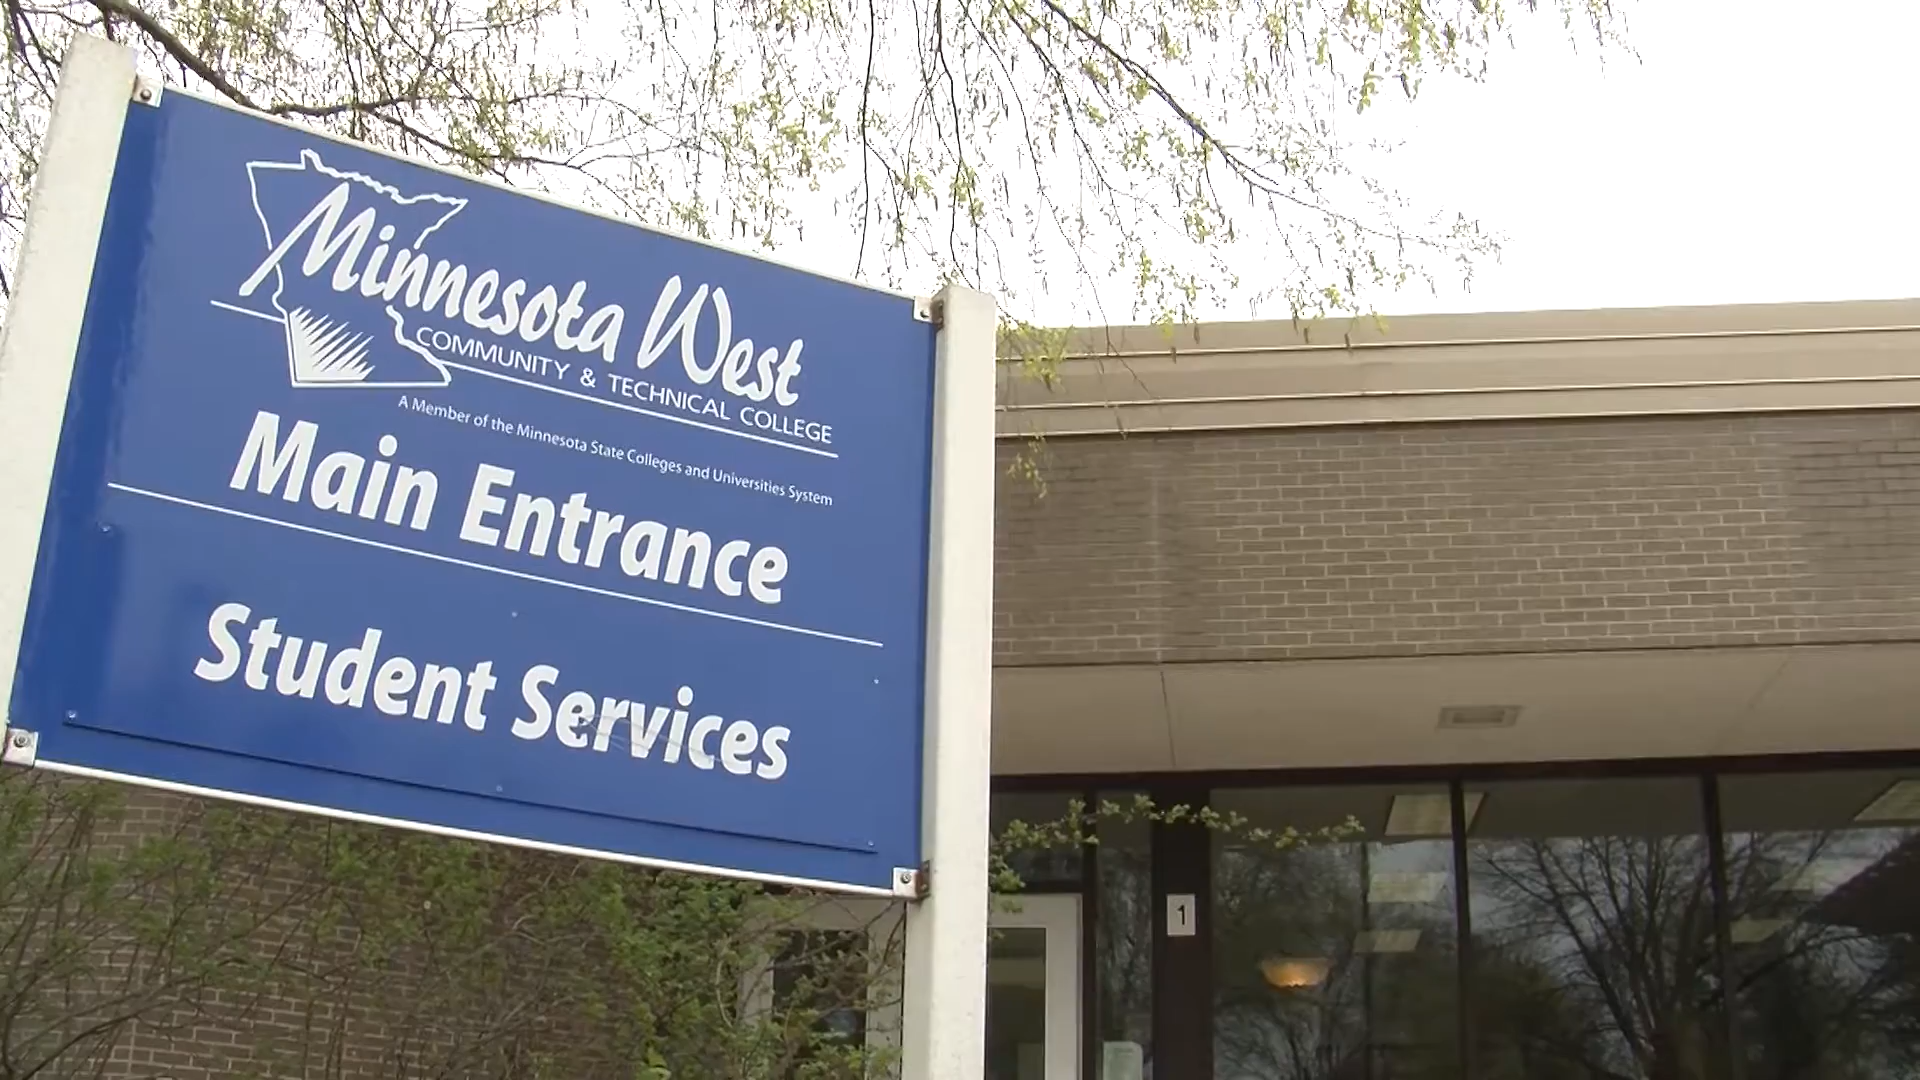 Minnesota West
COMMUNITY & TECHNICAL COLLEGE
A Member of the Minnesota State Colleges and Universities System
Main Entrance
Student Services
1